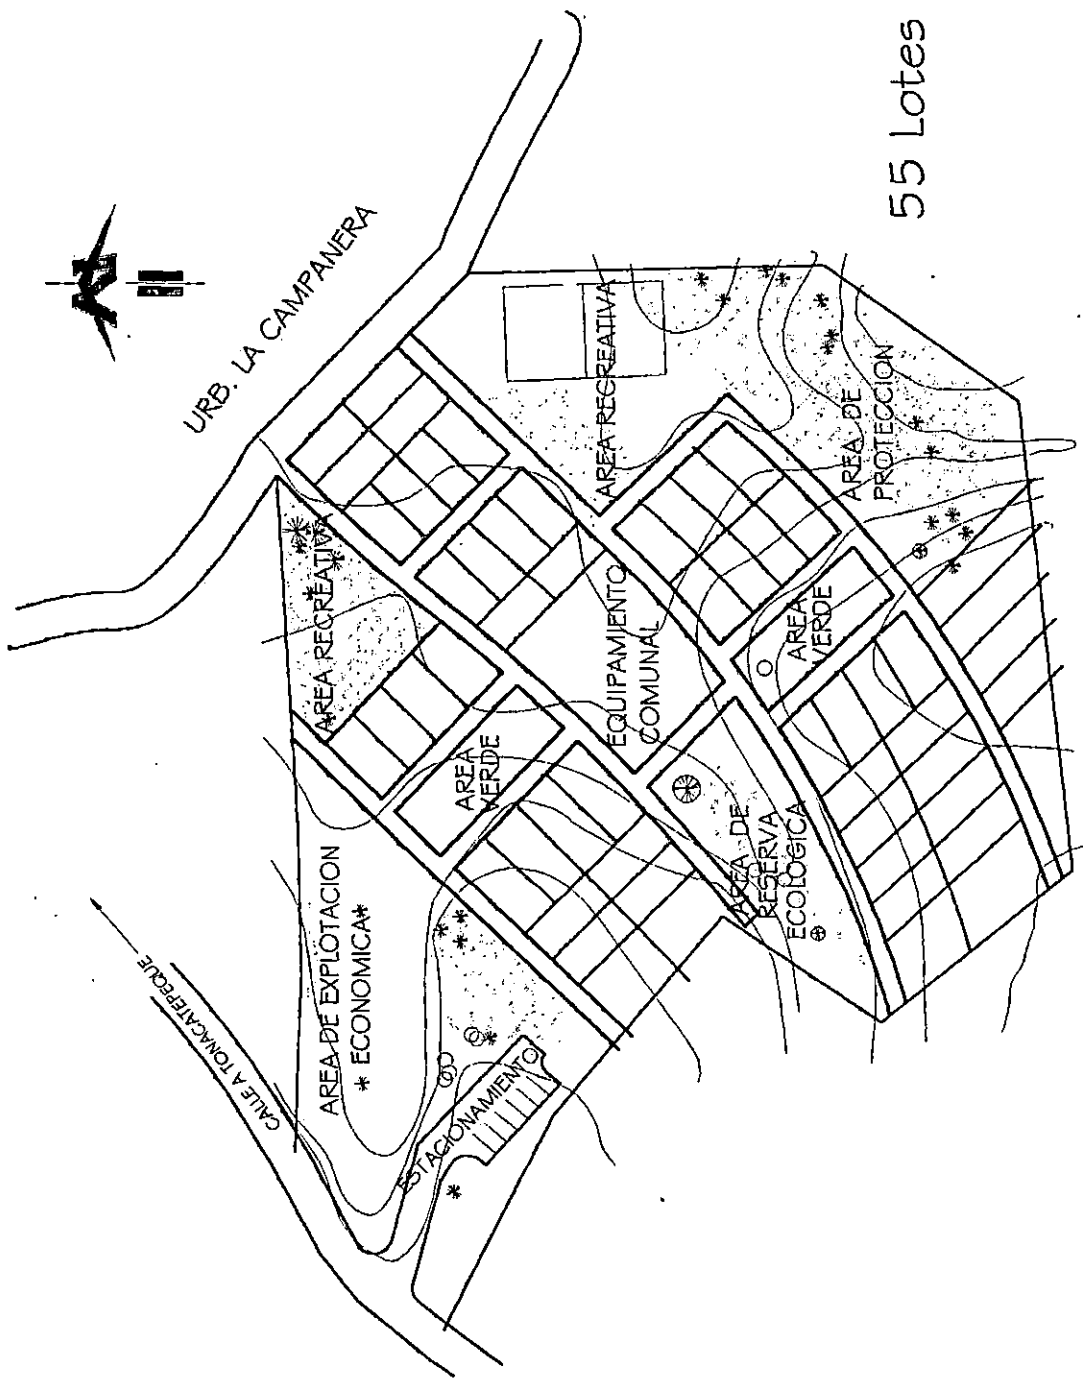 CALLE A TONACATEPEQUE
AREA DE EXPLOTACION
ECONOMICA
ESTACIONAMIENTO
AREA RECREATIVA
URB. LA CAMPANERA
AREA
VERDE
EQUIPAMIENTO
COMUNAL
AREA RECREATIVA
AREA DE
RESERVA
ECOLOGICA
AREA
VERDE
AREA DE
PROTECCION
55 Lotes